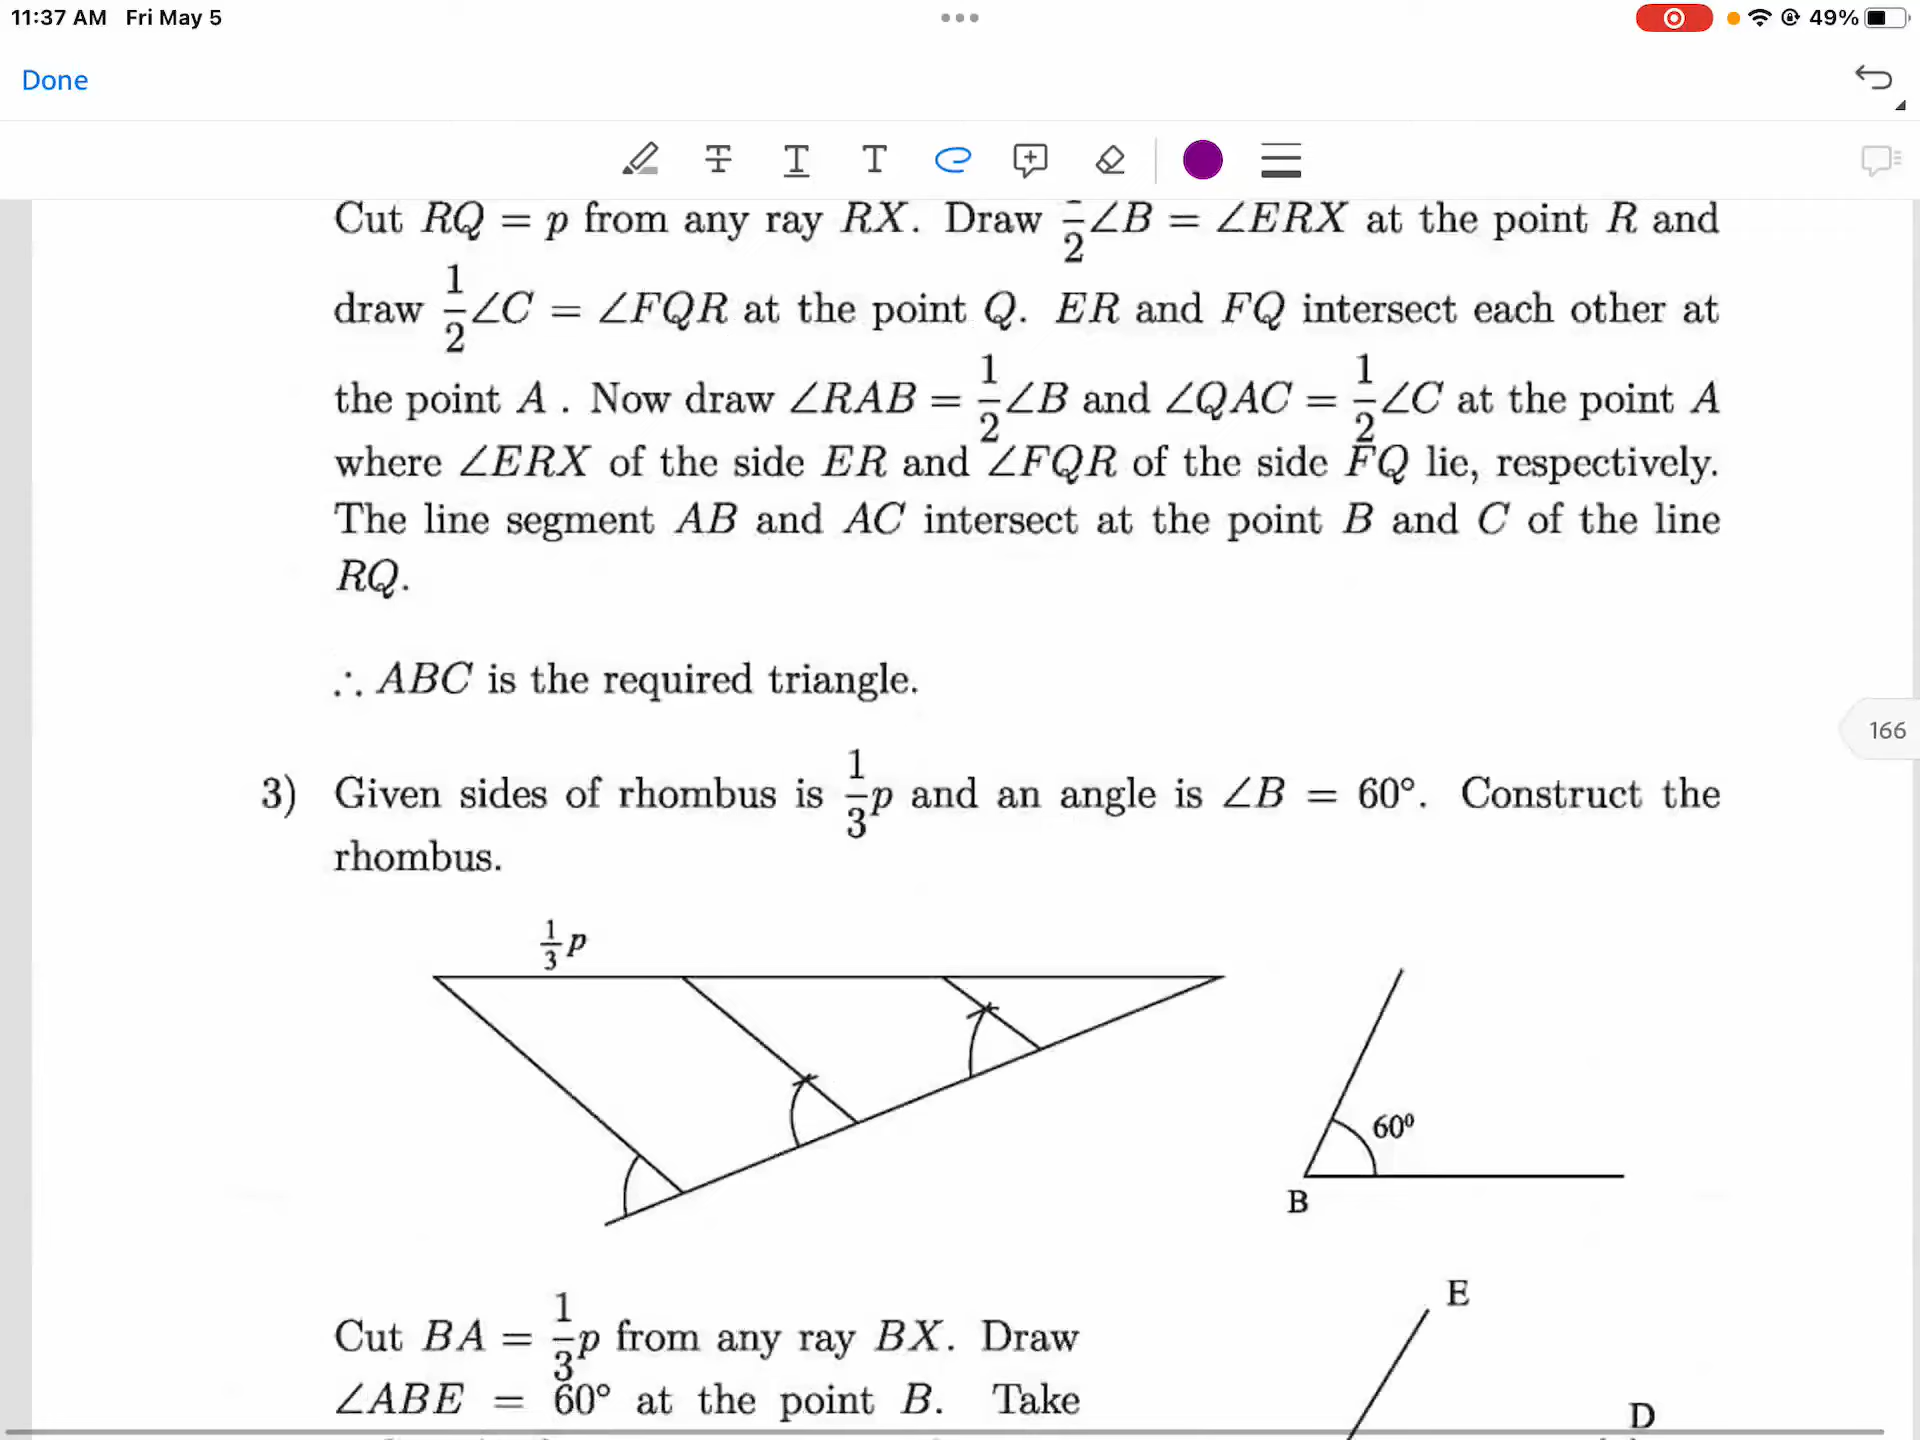 11:37 AM Fri May 5
49%
Done
Cut RQ = p from any ray RX. Draw 1/2∠B = ∠ERX at the point R and
draw 1/2∠C = ∠FQR at the point Q. ER and FQ intersect each other at
the point A . Now draw ∠RAB = 1/2∠B and ∠QAC = 1/2∠C at the point A
where ∠ERX of the side ER and ∠FQR of the side FQ lie, respectively.
The line segment AB and AC intersect at the point B and C of the line
RQ.
∴ ABC is the required triangle.
166
3) Given sides of rhombus is 1/3p and an angle is ∠B = 60°. Construct the
rhombus.
1/3p
60⁰
B
E
Cut BA = 1/3p from any ray BX. Draw
∠ABE = 60° at the point B. Take
D